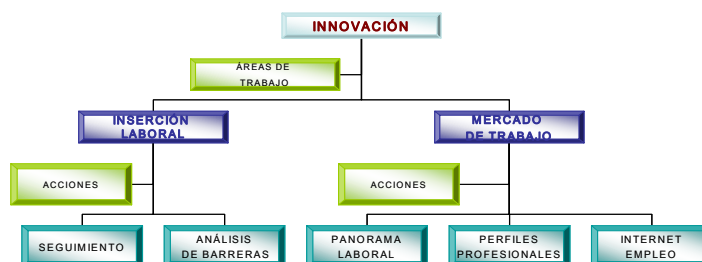 INNOVACIÓN
ÁREAS DE
TRABAJO
INSERCIÓN
LABORAL
MERCADO
DE TRABAJO
ACCIONES
ACCIONES
SEGUIMIENTO
ANÁLISIS
DE BARRERAS
PANORAMA
LABORAL
PERFILES
PROFESIONALES
INTERNET
EMPLEO